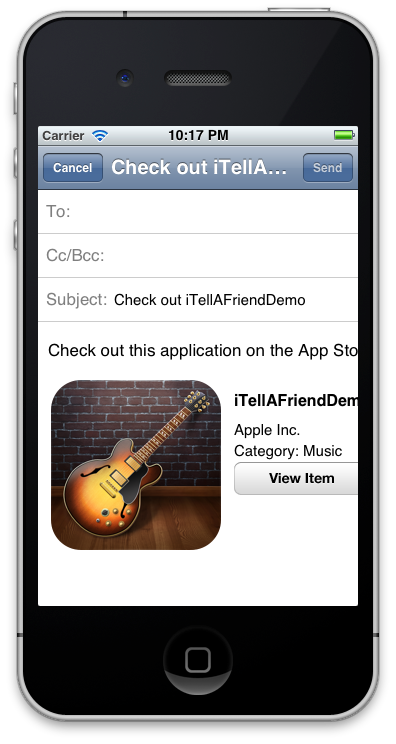 Carrier 10:17 PM
Cancel Check out iTellA... Send
To:
Cc/Bcc:
Subject: Check out iTellAFriendDemo
Check out this application on the App Sto
iTellAFriendDem
Apple Inc.
Category: Music
View Item